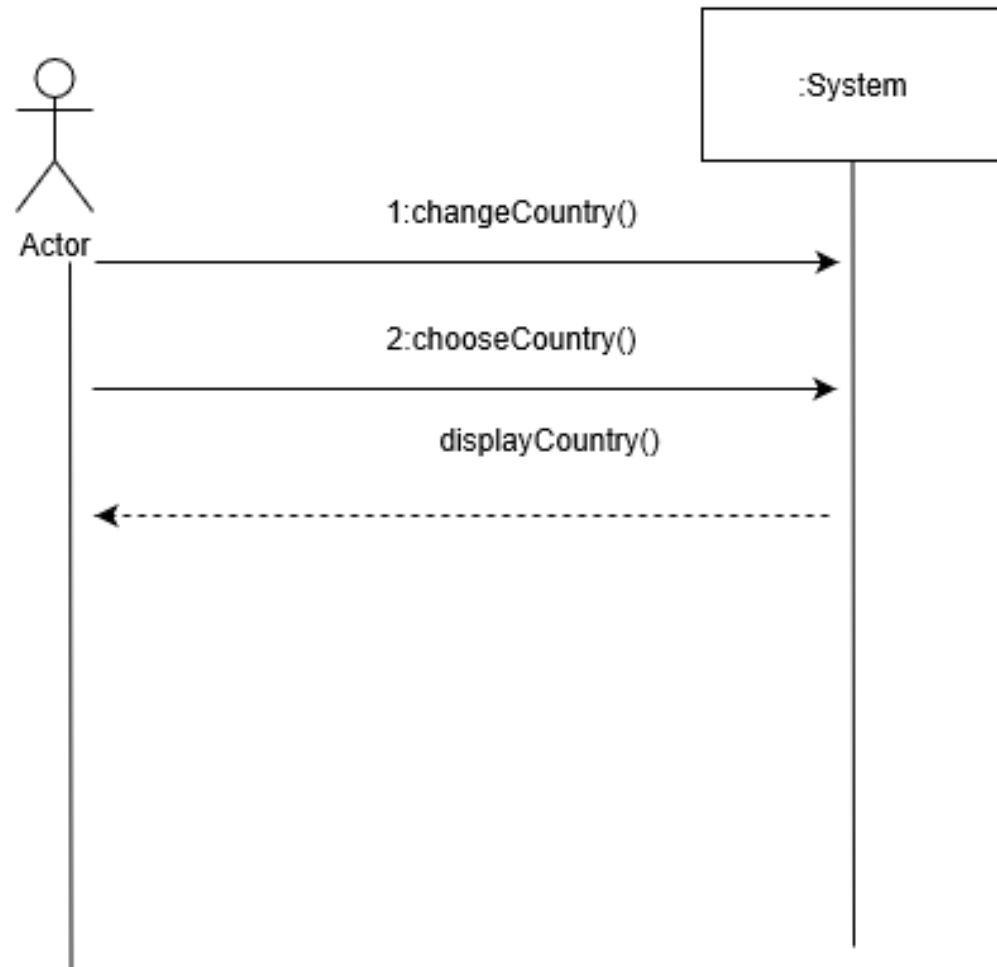 :System
Actor
1:changeCountry()
2:chooseCountry()
displayCountry()